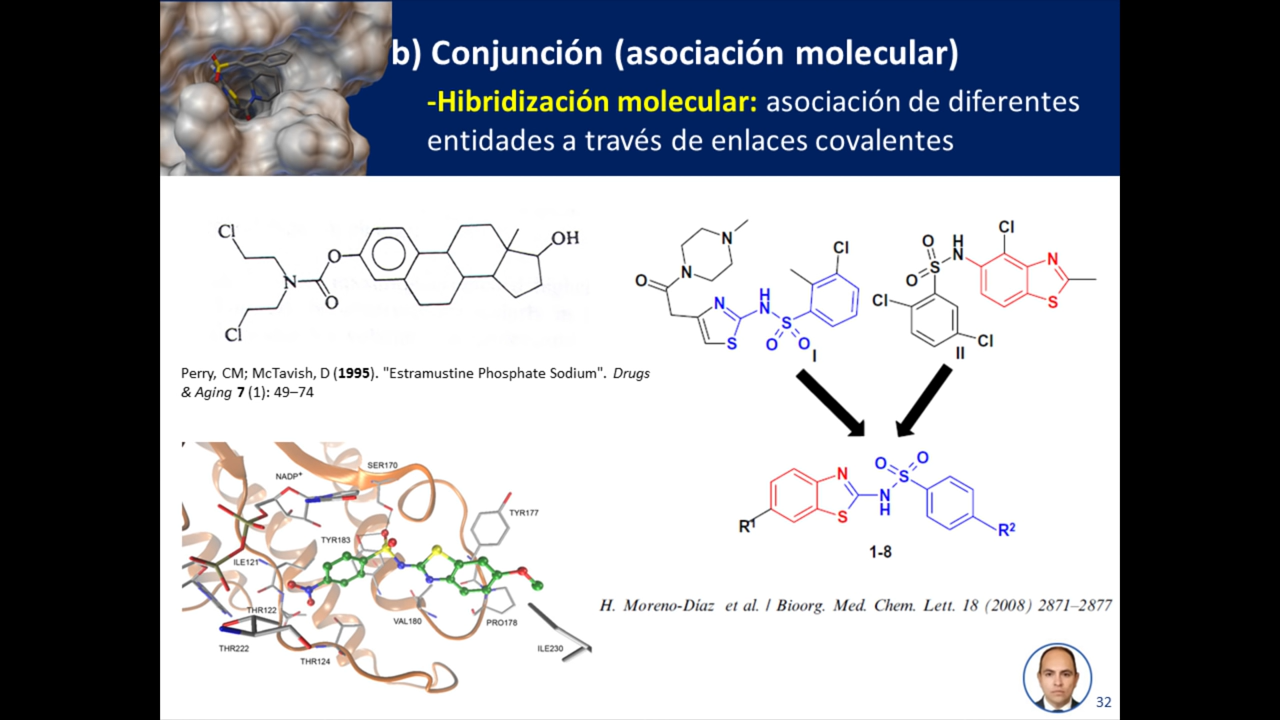 b) Conjunción (asociación molecular)
-Hibridización molecular: asociación de diferentes
entidades a través de enlaces covalentes
Cl
N
Cl
O
O
OH
Perry, CM; McTavish, D (1995). "Estramustine Phosphate Sodium". Drugs
& Aging 7 (1): 49–74
N
N
O
N
S
H
N
S
O O
Cl
I
O
O
S
H
N
Cl
Cl
Cl
N
S
II
R¹
N
S
N
H
O
O
S
R²
1-8
NADP+
SER170
TYR177
TYR183
ILE121
THR122
VAL180
PRO178
THR222
THR124
ILE230
H. Moreno-Díaz et al. / Bioorg. Med. Chem. Lett. 18 (2008) 2871–2877
32